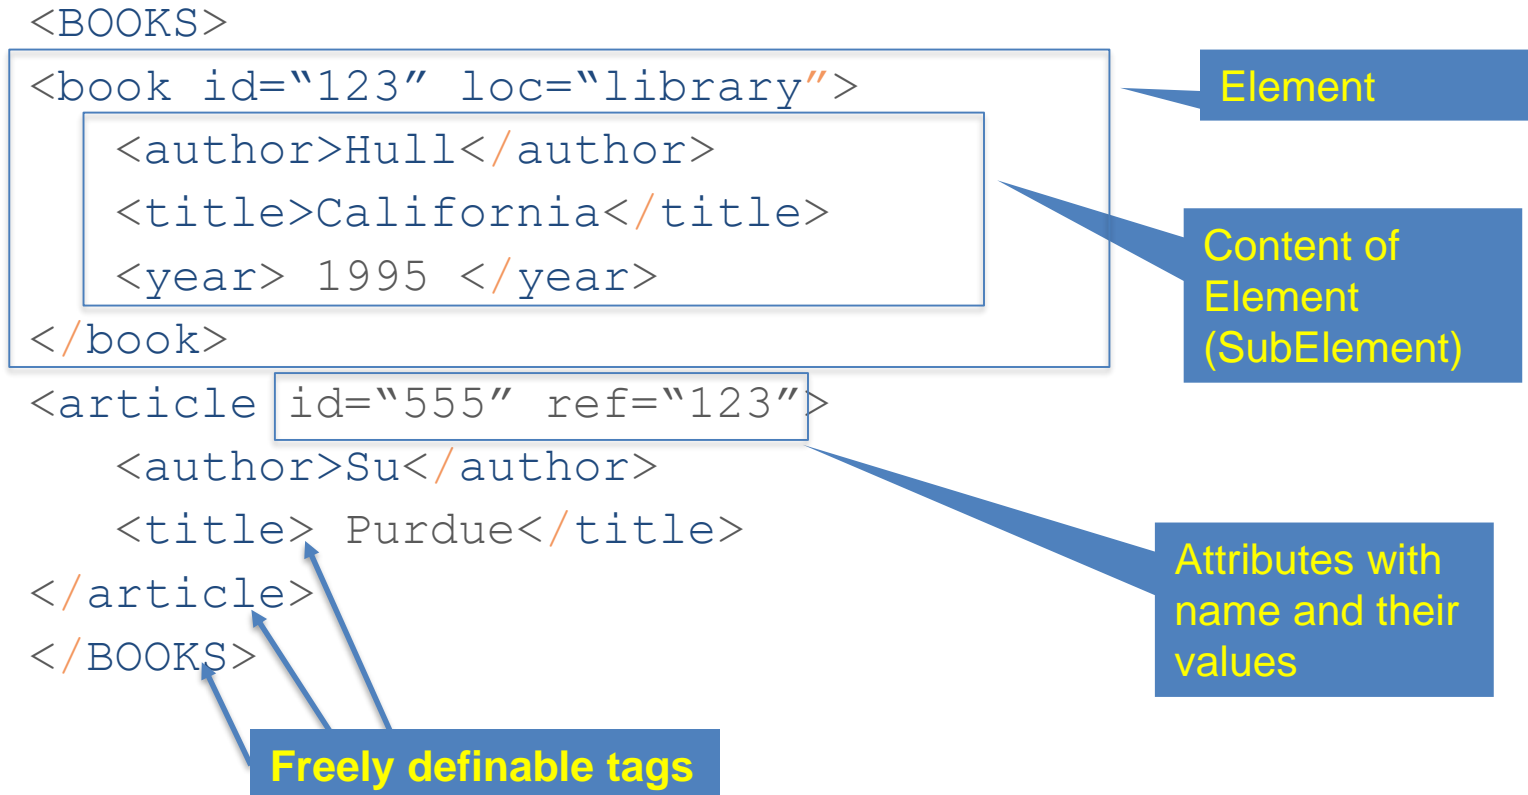 <BOOKS>
<book id=“123” loc=“library”>
<author>Hull</author>
<title>California</title>
<year> 1995 </year>
</book>
<article id=“555” ref=“123”>
<author>Su</author>
<title> Purdue</title>
</article>
</BOOKS>
Element
Content of
Element
(SubElement)
Attributes with
name and their
values
Freely definable tags